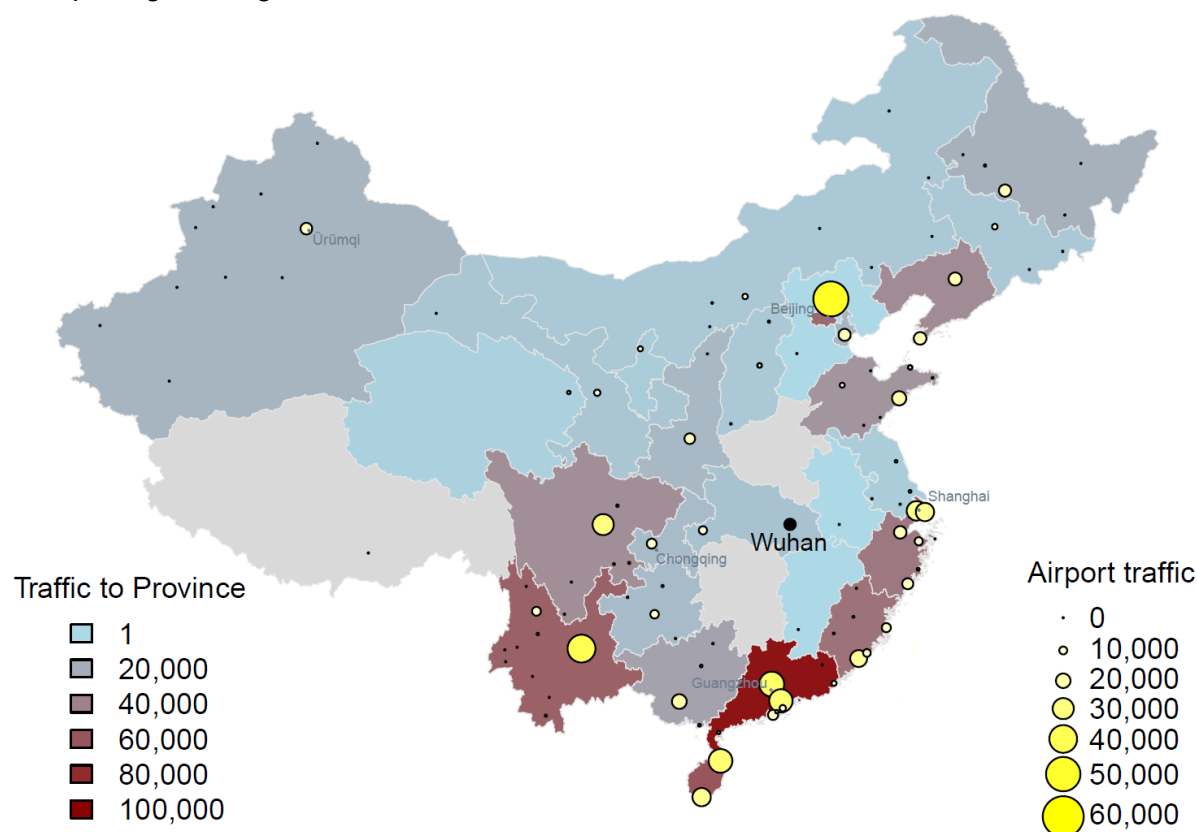 Ürümqi
Beijing
Shanghai
Wuhan
Chongqing
Guangzhou
Traffic to Province
1
20,000
40,000
60,000
80,000
100,000
Airport traffic
0
10,000
20,000
30,000
40,000
50,000
60,000